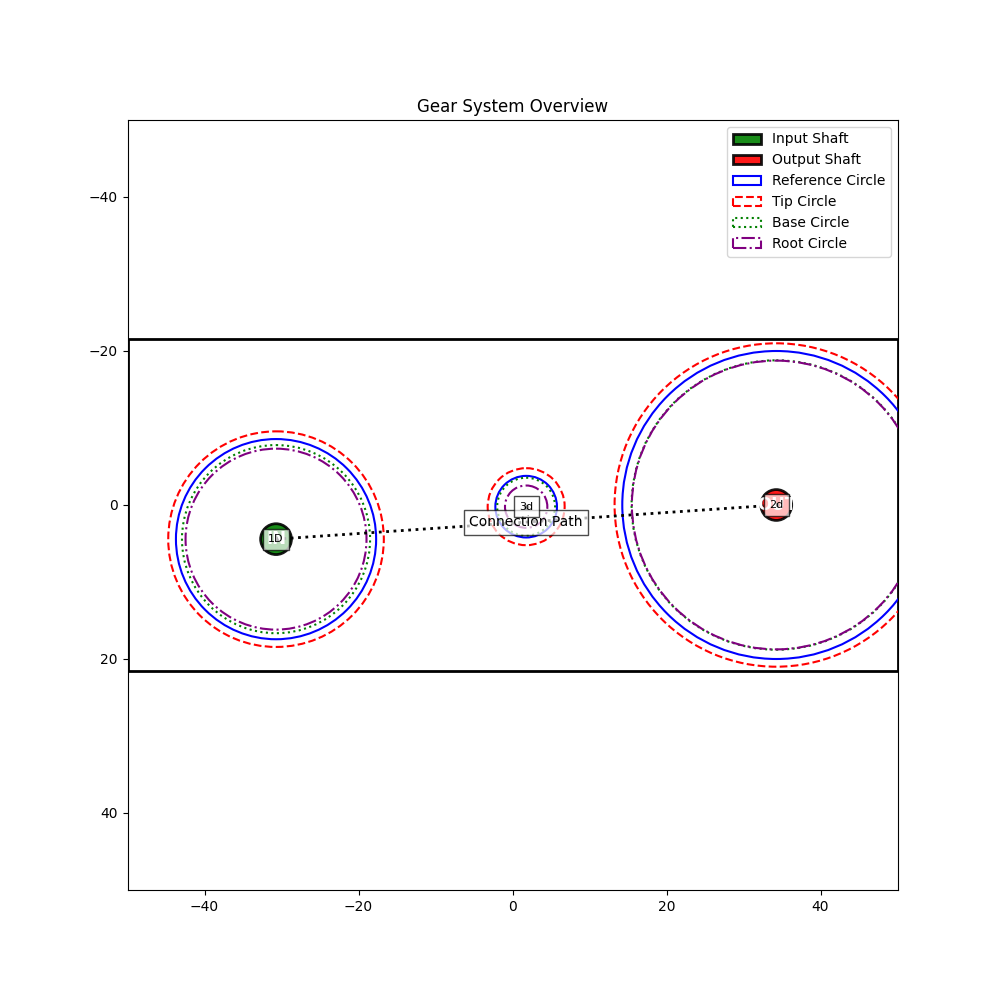 Gear System Overview
Input Shaft
Output Shaft
Reference Circle
Tip Circle
Base Circle
Root Circle
−40
−20
0
20
40
1D
3d
2d
Connection Path
−40
−20
0
20
40